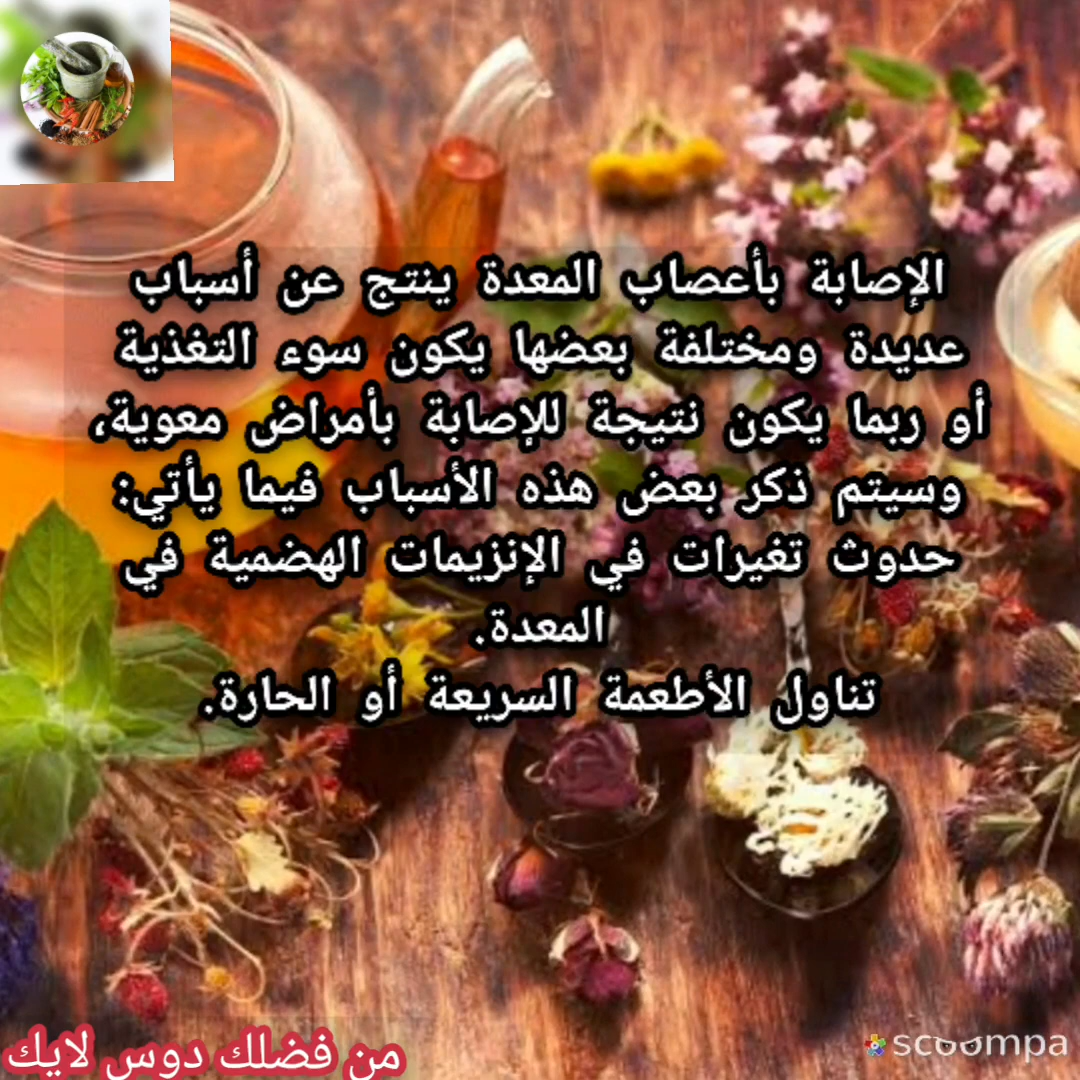 الإصابة بأعصاب المعدة ينتج عن أسباب
عديدة ومختلفة بعضها يكون سوء التغذية
أو ربما يكون نتيجة للإصابة بأمراض معوية،
وسيتم ذكر بعض هذه الأسباب فيما يأتي:
حدوث تغيرات في الإنزيمات الهضمية في
المعدة.
تناول الأطعمة السريعة أو الحارة.
من فضلك دوس لايك
scoompa